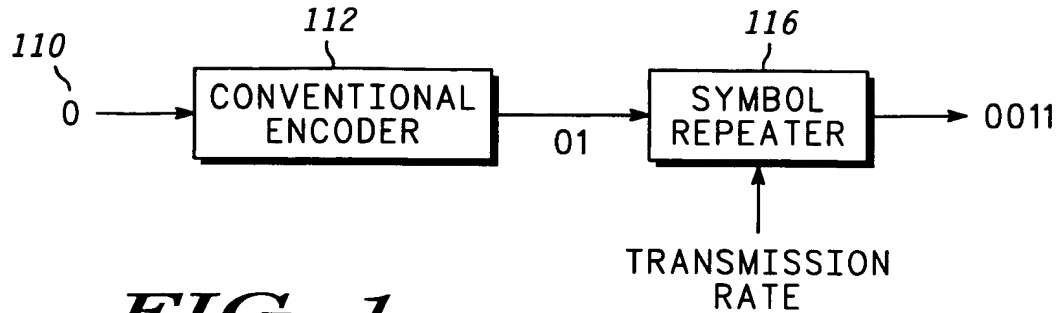 110
112
116
0
CONVENTIONAL
ENCODER
01
SYMBOL
REPEATER
0011
TRANSMISSION
RATE
FIG. 1